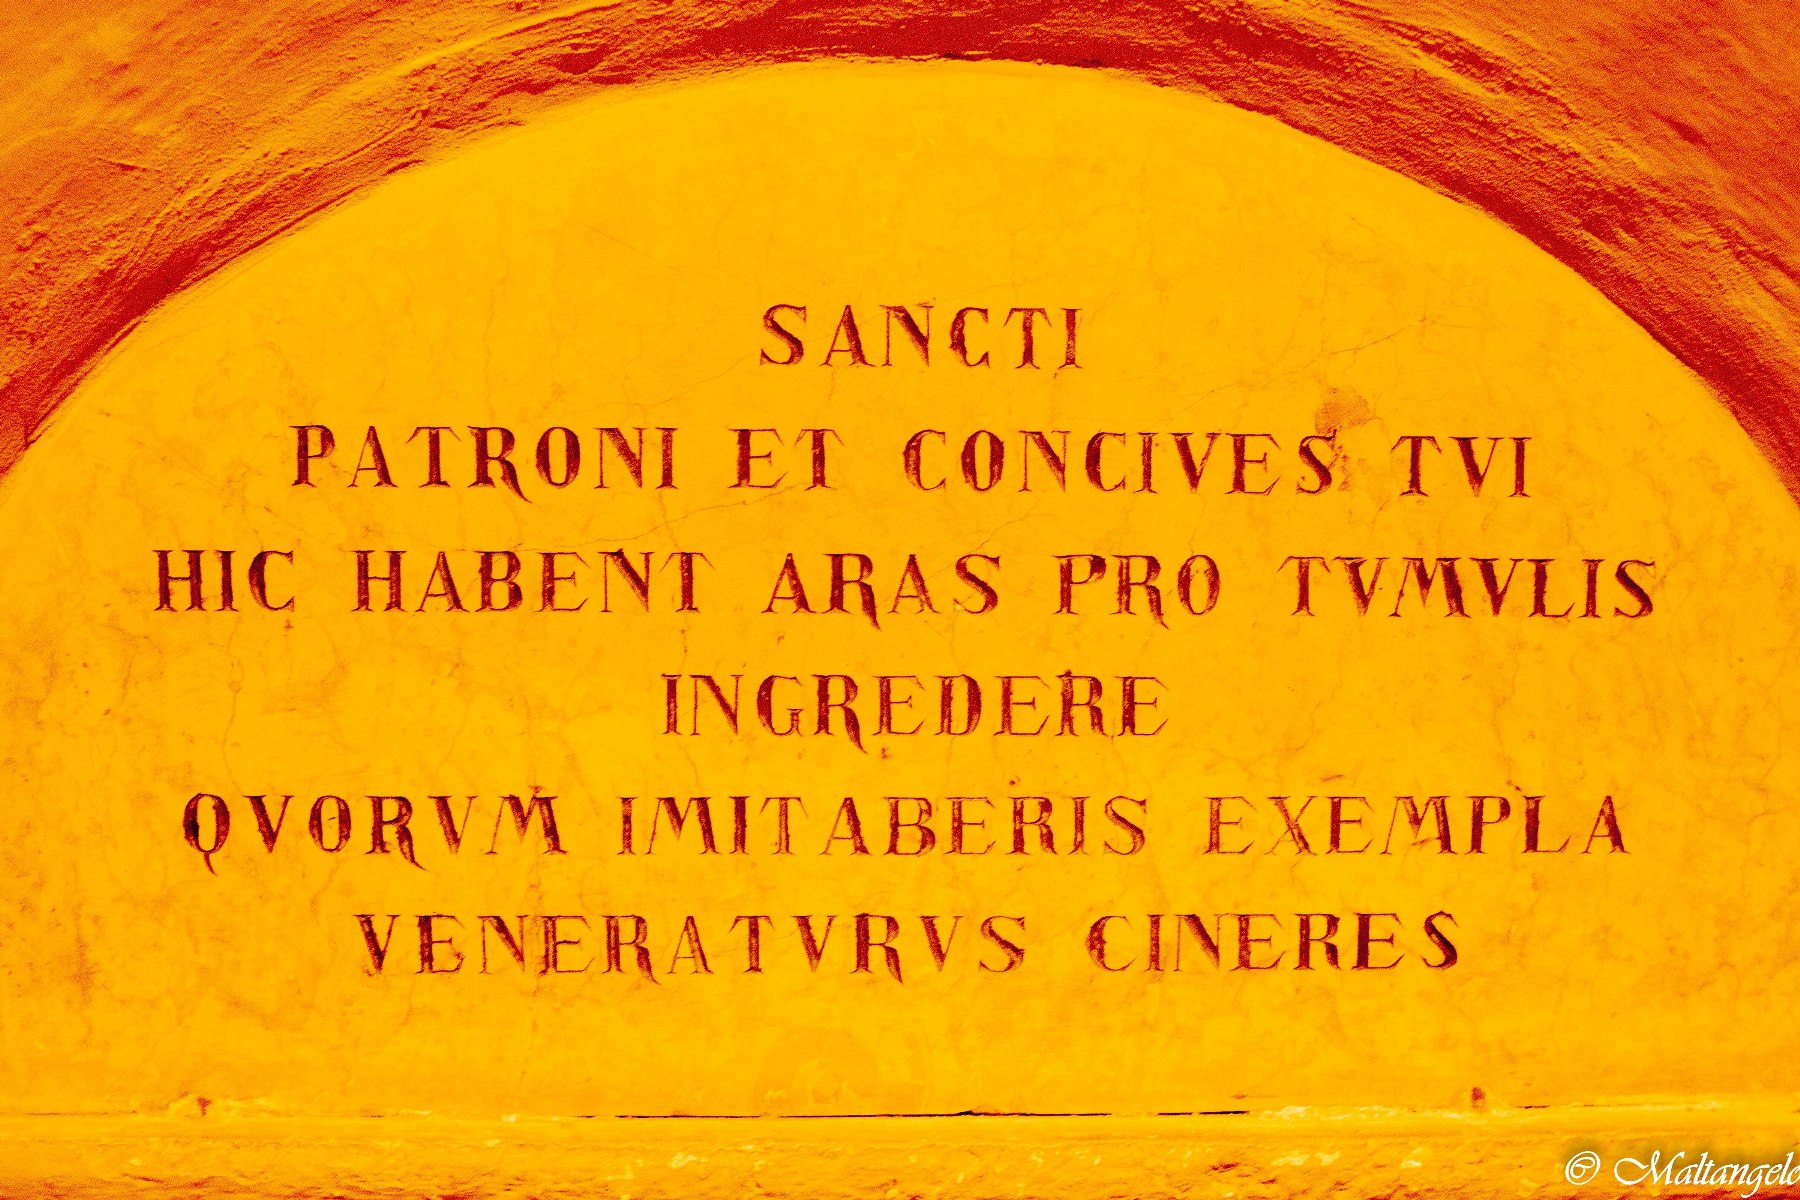 SANCTI
PATRONI ET CONCIVES TVI
HIC HABENT ARAS PRO TVMVLIS
INGREDERE
QVORVM IMITABERIS EXEMPLA
VENERATVRVS CINERES
© Maltangelo